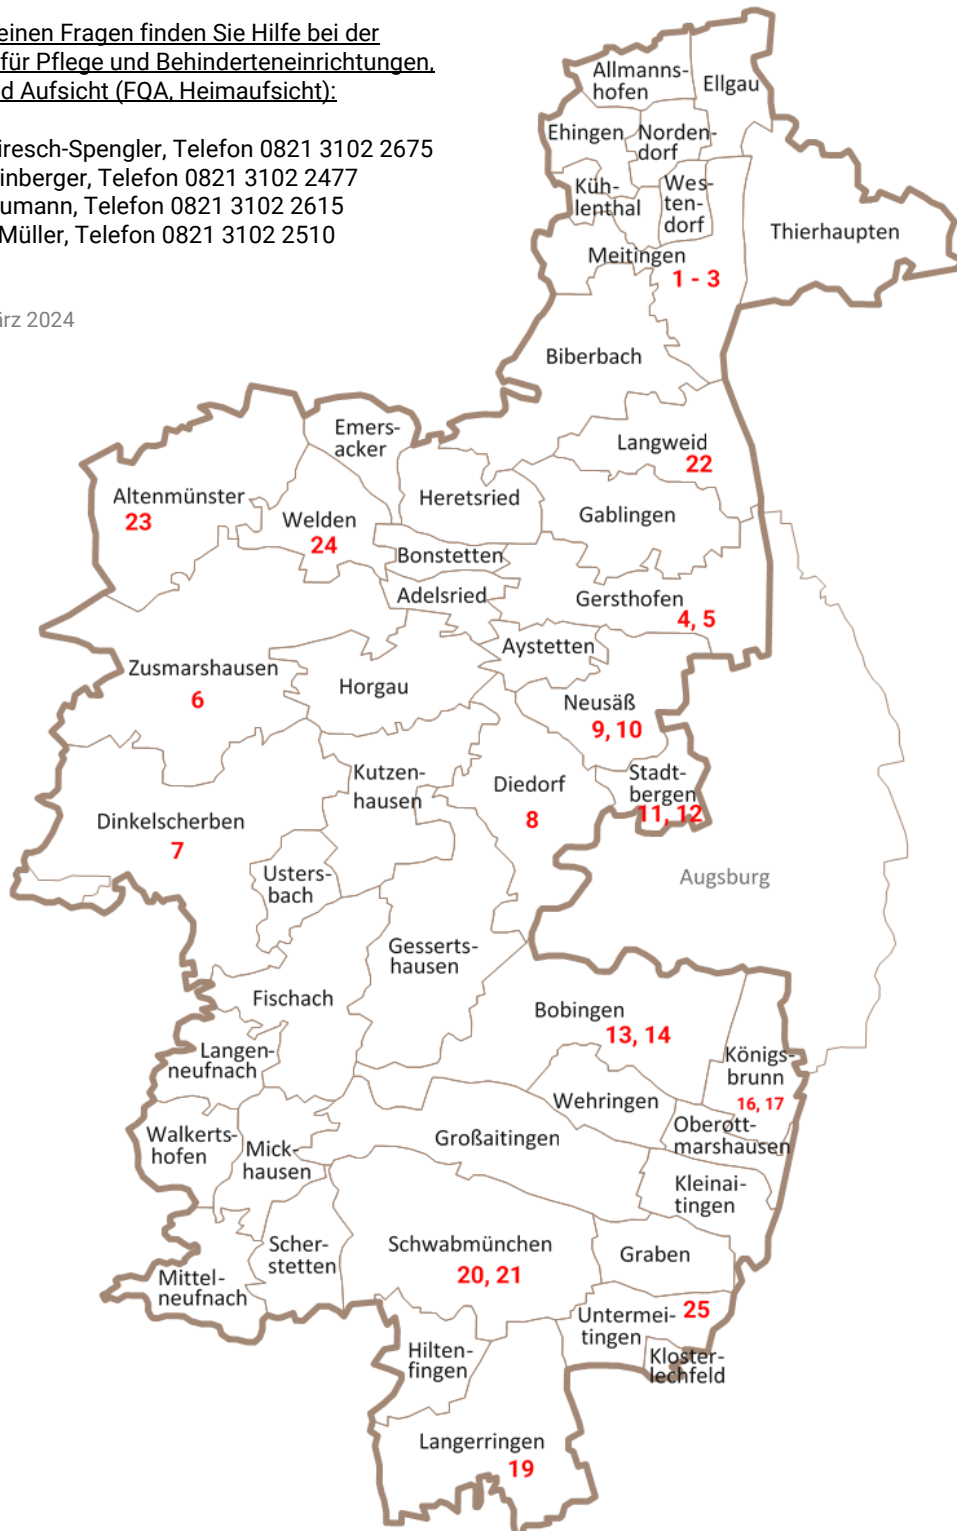 einen Fragen finden Sie Hilfe bei der
für Pflege und Behinderteneinrichtungen,
d Aufsicht (FQA, Heimaufsicht):
iresch-Spengler, Telefon 0821 3102 2675
inberger, Telefon 0821 3102 2477
umann, Telefon 0821 3102 2615
Müller, Telefon 0821 3102 2510
ärz 2024
Allmanns-
hofen
Ellgau
Ehingen
Norden-
dorf
Küh-
lenthal
Wes-
ten-
dorf
Thierhaupten
Meitingen
1 - 3
Biberbach
Emers-
acker
Langweid
22
Altenmünster
23
Heretsried
Welden
24
Gablingen
Bonstetten
Adelsried
Gersthofen
4, 5
Aystetten
Zusmarshausen
6
Horgau
Neusäß
9, 10
Kutzen-
hausen
Diedorf
8
Stadt-
bergen
11, 12
Dinkelscherben
7
Usters-
bach
Augsburg
Gesserts-
hausen
Fischach
Bobingen
13, 14
Langen-
neufnach
Königs-
brunn
16, 17
Wehringen
Oberott-
marshausen
Walkerts-
hofen
Mick-
hausen
Großaitingen
Kleinai-
tingen
Scher-
stetten
Schwabmünchen
20, 21
Graben
Mittel-
neufnach
Untermei-
tingen
25
Hilten-
fingen
Kloster-
lechfeld
Langerringen
19